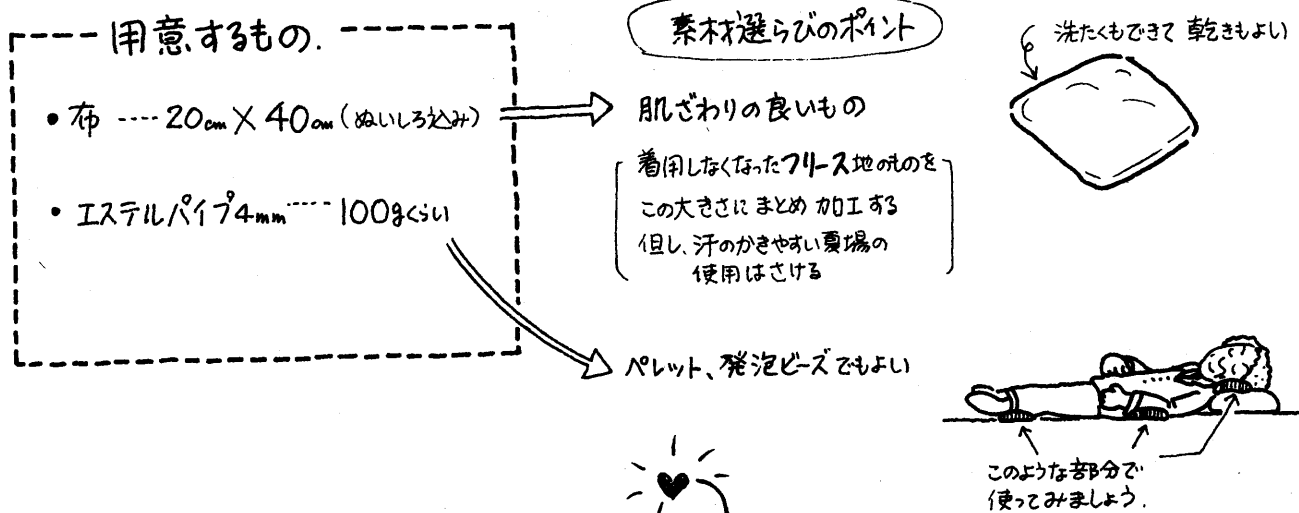 用意するもの.
• 布 ---- 20cm×40cm（ぬいしろ込み）
• エステルパイプ4mm ---- 100gくらい
素材選らびのポイント
肌ざわりの良いもの
着用しなくなったフリース地のものを
この大きさにまとめ加工する
但し、汗のかきやすい夏場の
使用はさける
ペレット、発泡ビーズでもよい
洗たくもできて 乾きもよい
このような部分で
使ってみましょう.